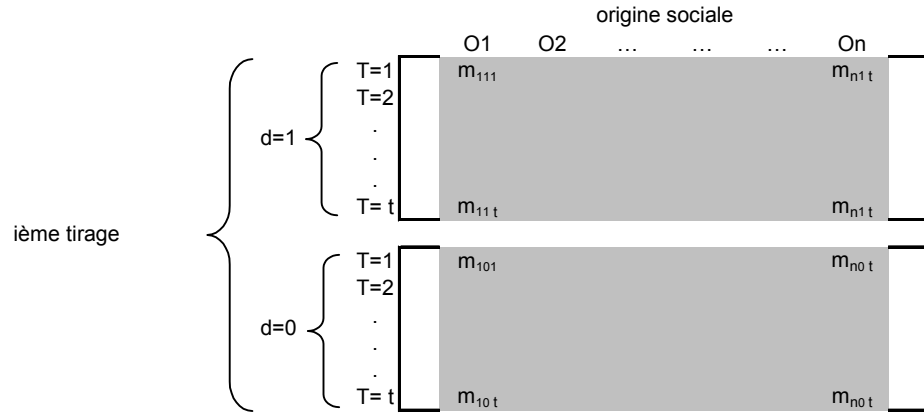 origine sociale
O1 O2 … … … On
T=1 m₁₁₁ mₙ₁ ₜ
T=2
.
d=1 .
.
T= t m₁₁ ₜ mₙ₁ ₜ
ième tirage
T=1 m₁₀₁ mₙ₀ ₜ
T=2
.
d=0 .
.
T= t m₁₀ ₜ mₙ₀ ₜ